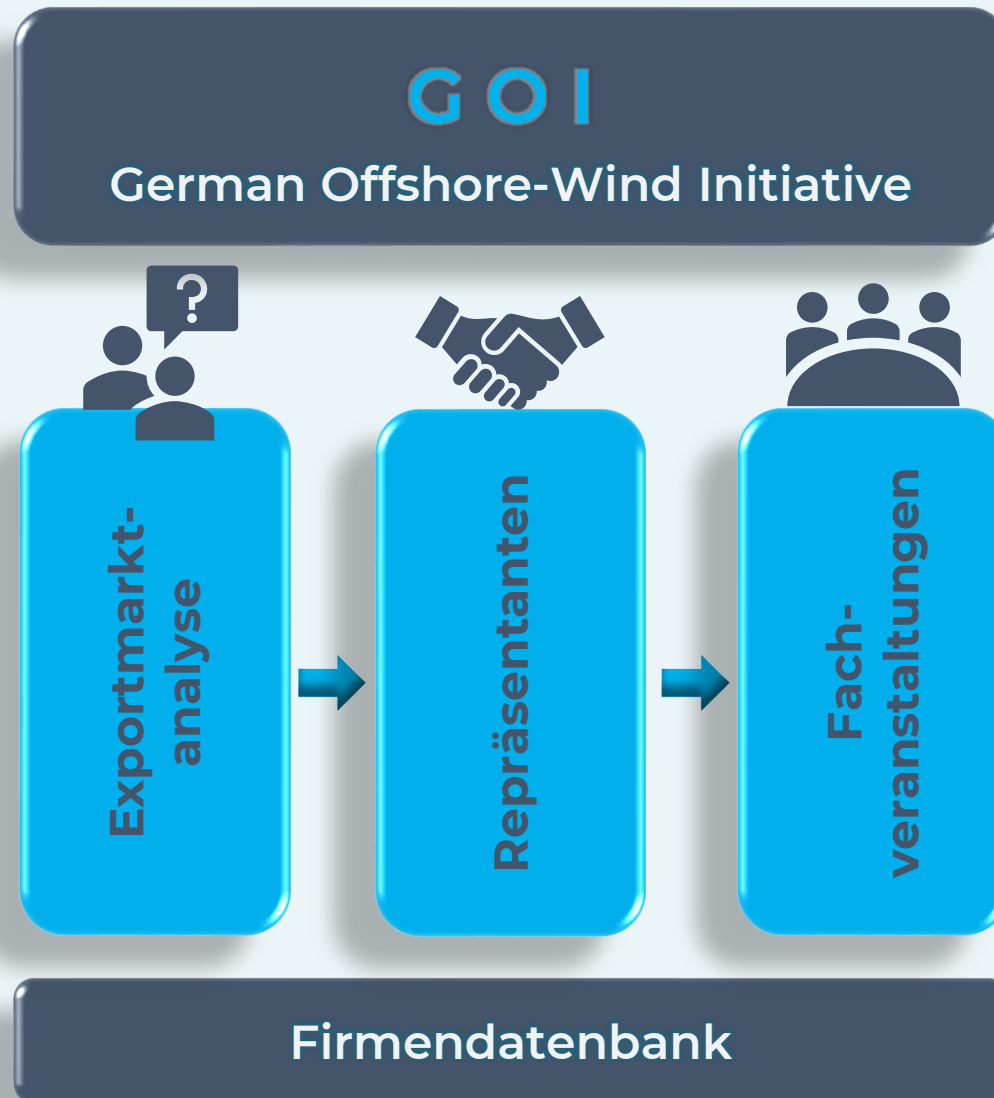 GOI
German Offshore-Wind Initiative
?
Exportmarkt-
analyse
Repräsentanten
Fach-
veranstaltungen
Firmendatenbank